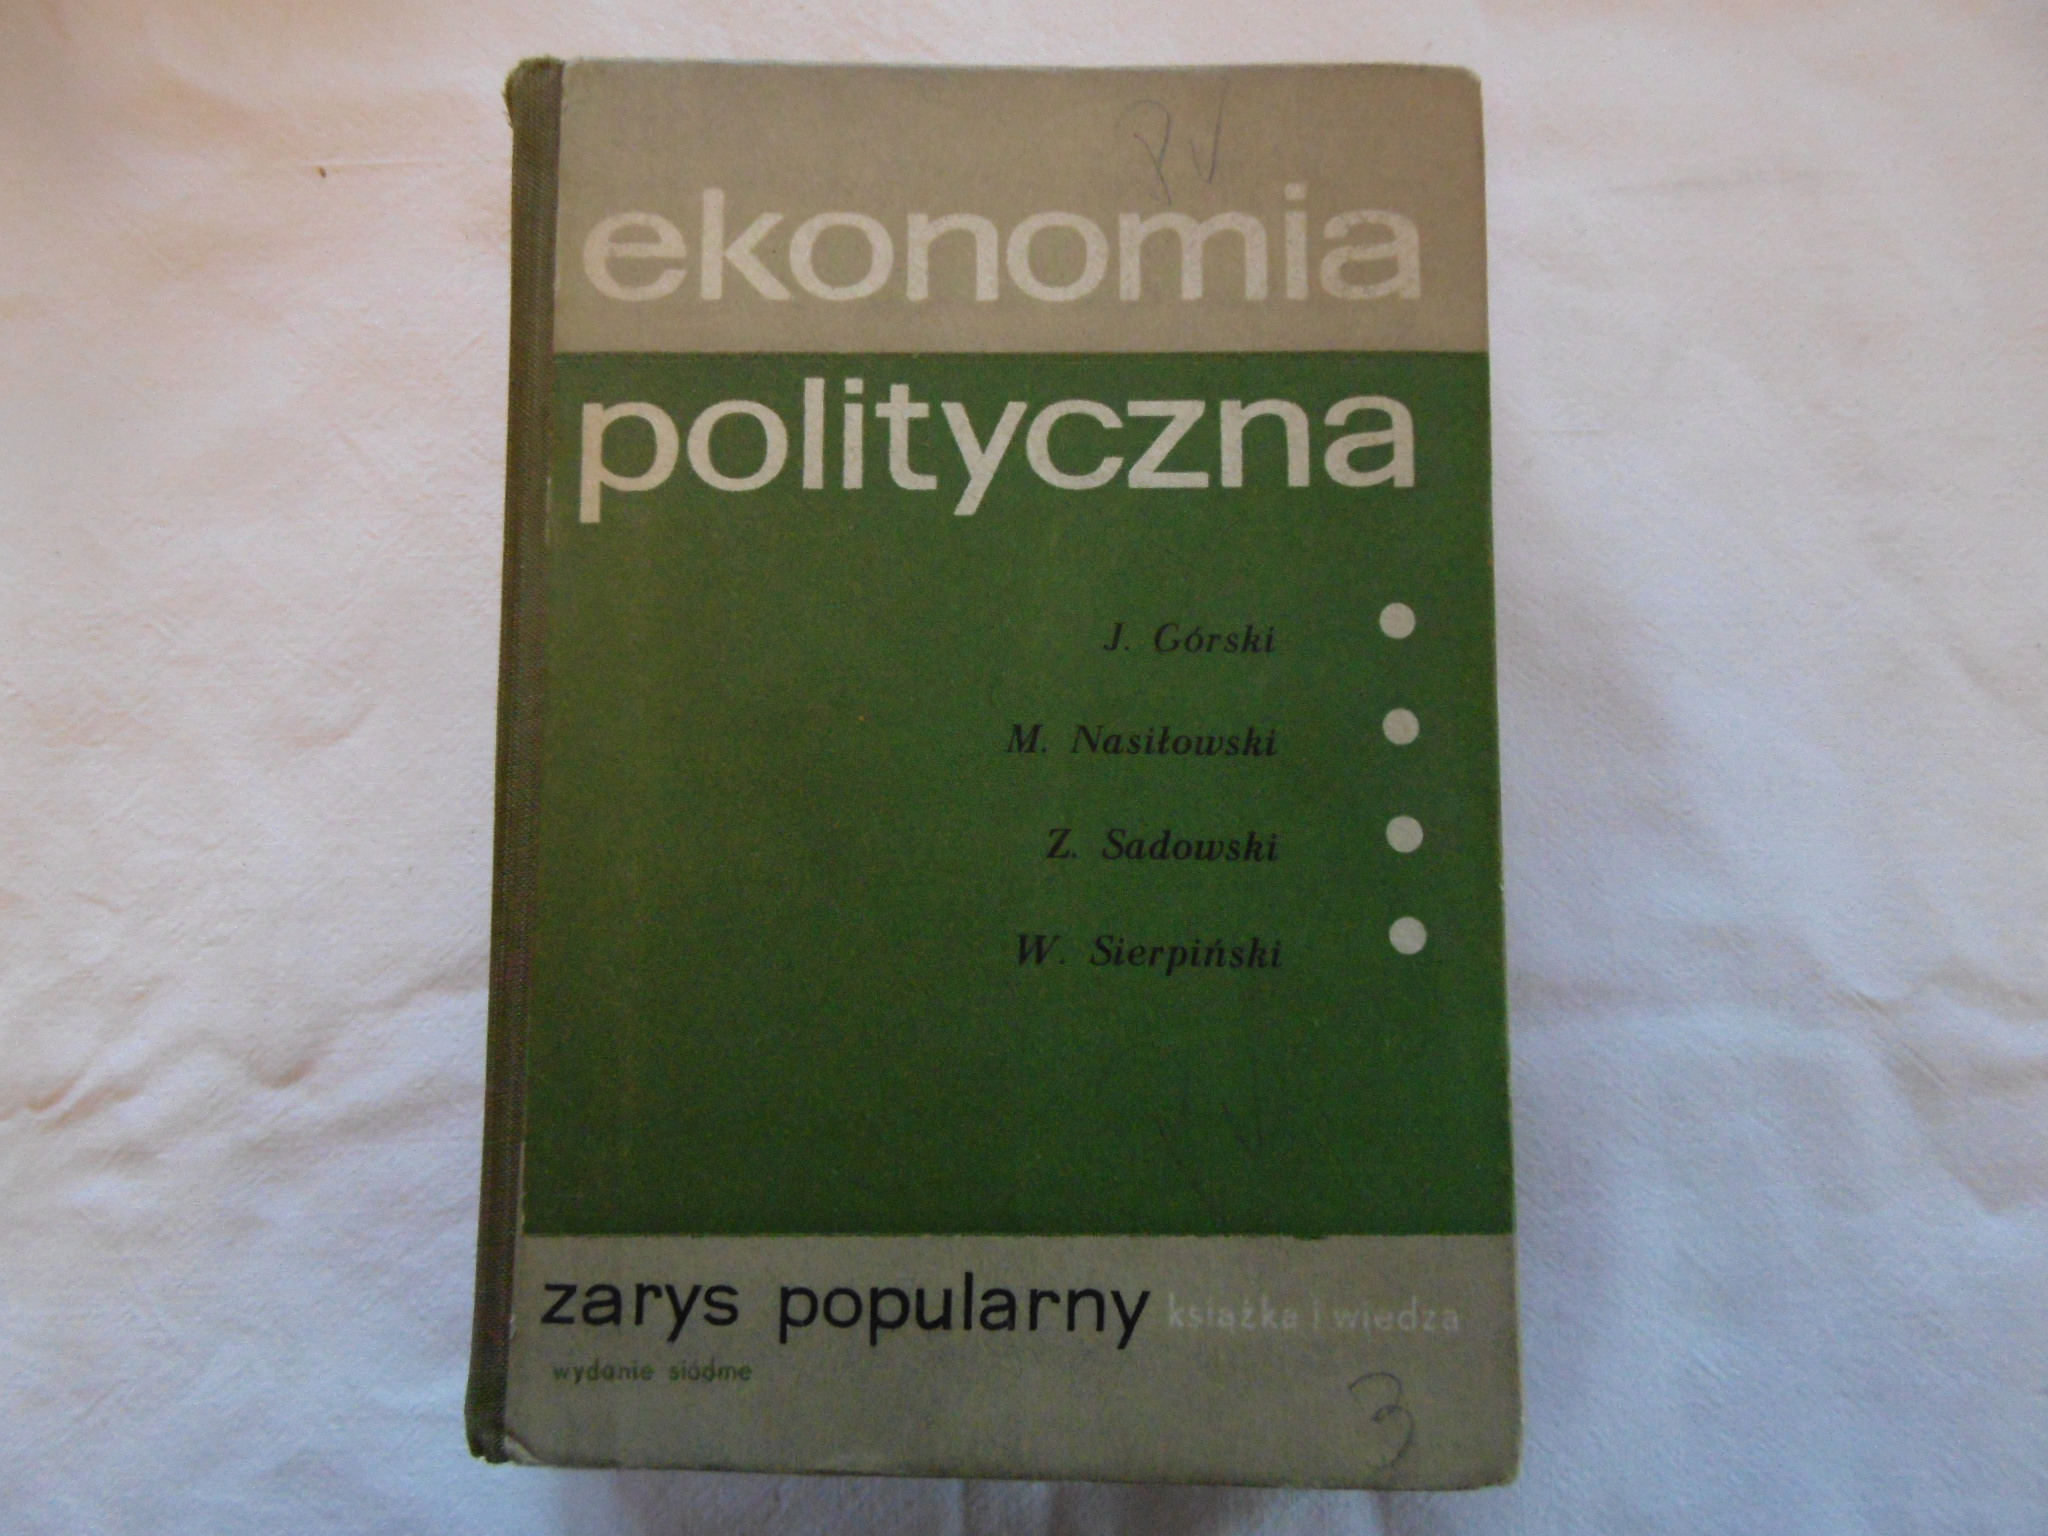 ekonomia
polityczna
J. Górski
M. Nasiłowski
Z. Sadowski
W. Sierpiński
zarys popularny książka i wiedza
wydanie siódme
3